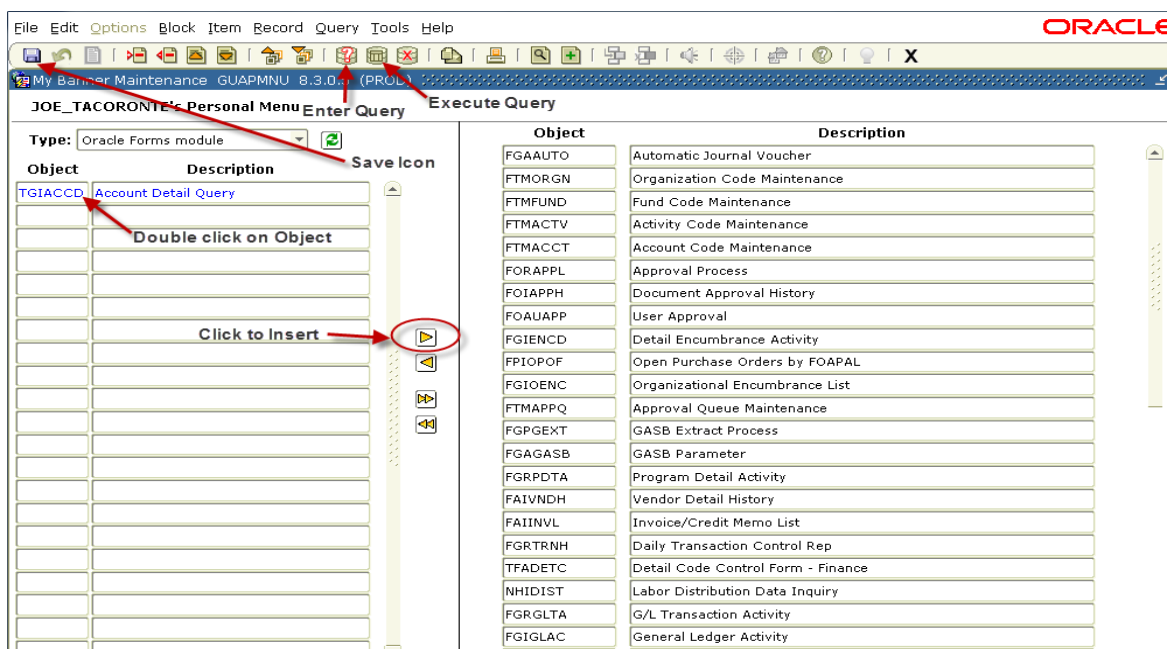 File Edit Options Block Item Record Query Tools Help
ORACLE
X
My Banner Maintenance GUAPMNU 8.3.0. (PROD)
JOE_TACORONTE's Personal Menu
Enter Query
Execute Query
Type: Oracle Forms module
Save Icon
Object Description
TGIACCD Account Detail Query
Double click on Object
Click to Insert
Object Description
FGAAUTO Automatic Journal Voucher
FTMORGN Organization Code Maintenance
FTMFUND Fund Code Maintenance
FTMACTV Activity Code Maintenance
FTMACCT Account Code Maintenance
FORAPPL Approval Process
FOIAPPH Document Approval History
FOAUAPP User Approval
FGIENCD Detail Encumbrance Activity
FPIOPOF Open Purchase Orders by FOAPAL
FGIOENC Organizational Encumbrance List
FTMAPPQ Approval Queue Maintenance
FGPGEXT GASB Extract Process
FGAGASB GASB Parameter
FGRPDTA Program Detail Activity
FAIVNDH Vendor Detail History
FAIINVL Invoice/Credit Memo List
FGRTRNH Daily Transaction Control Rep
TFADETC Detail Code Control Form - Finance
NHIDIST Labor Distribution Data Inquiry
FGRGLTA G/L Transaction Activity
FGIGLAC General Ledger Activity